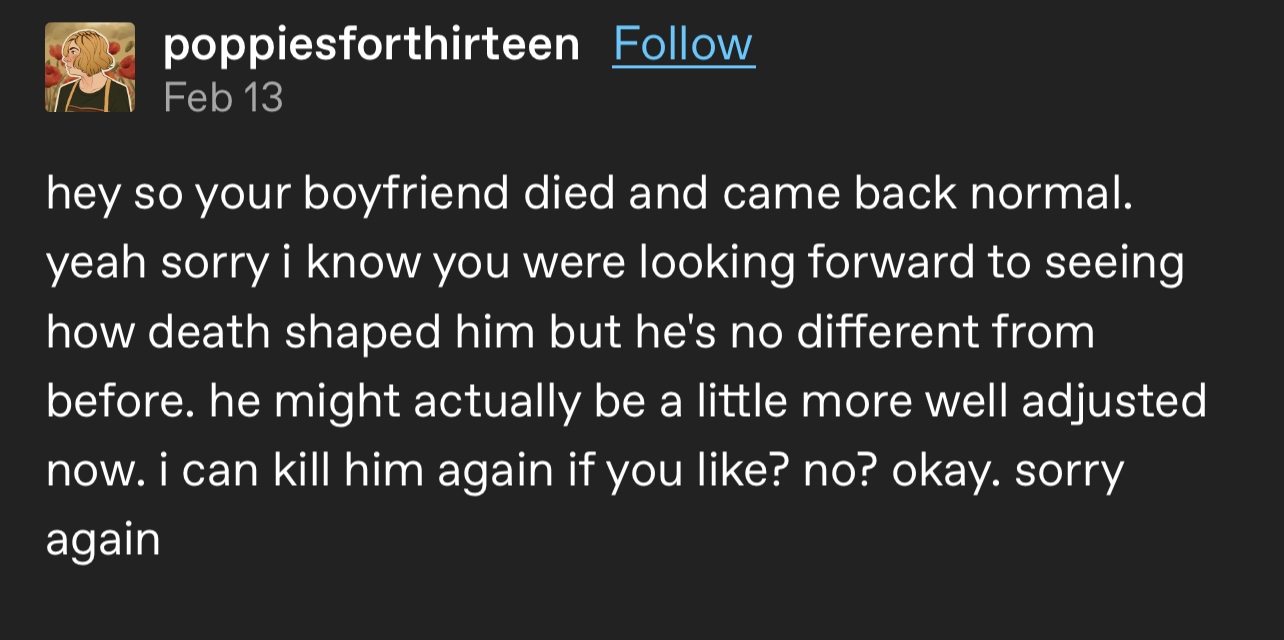 poppiesforthirteen Follow
Feb 13
hey so your boyfriend died and came back normal.
yeah sorry i know you were looking forward to seeing
how death shaped him but he's no different from
before. he might actually be a little more well adjusted
now. i can kill him again if you like? no? okay. sorry
again